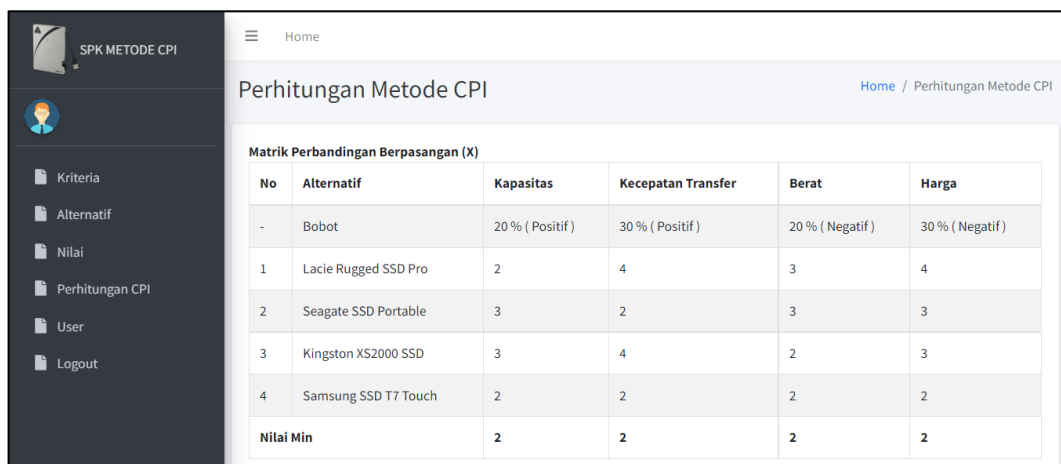 SPK METODE CPI
Kriteria
Alternatif
Nilai
Perhitungan CPI
User
Logout
Home
Perhitungan Metode CPI
Home / Perhitungan Metode CPI
Matrik Perbandingan Berpasangan (X)
No Alternatif Kapasitas Kecepatan Transfer Berat Harga
- Bobot 20 % ( Positif ) 30 % ( Positif ) 20 % ( Negatif ) 30 % ( Negatif )
1 Lacie Rugged SSD Pro 2 4 3 4
2 Seagate SSD Portable 3 2 3 3
3 Kingston XS2000 SSD 3 4 2 3
4 Samsung SSD T7 Touch 2 2 2 2
Nilai Min 2 2 2 2